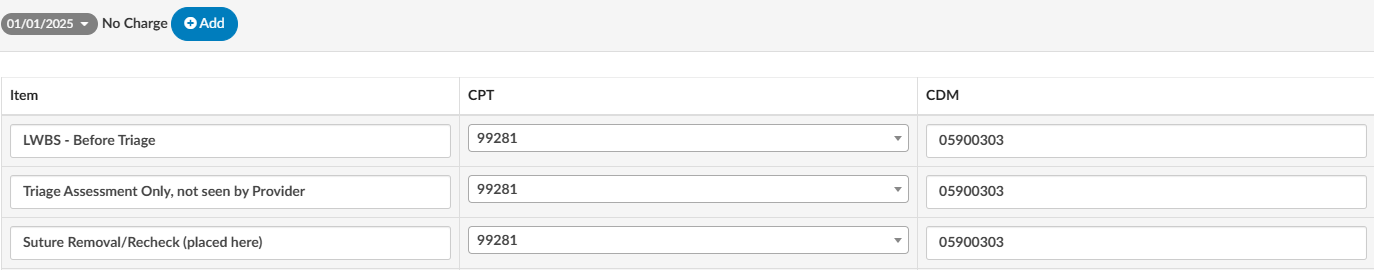 01/01/2025 No Charge Add
Item CPT CDM
LWBS - Before Triage 99281 05900303
Triage Assessment Only, not seen by Provider 99281 05900303
Suture Removal/Recheck (placed here) 99281 05900303